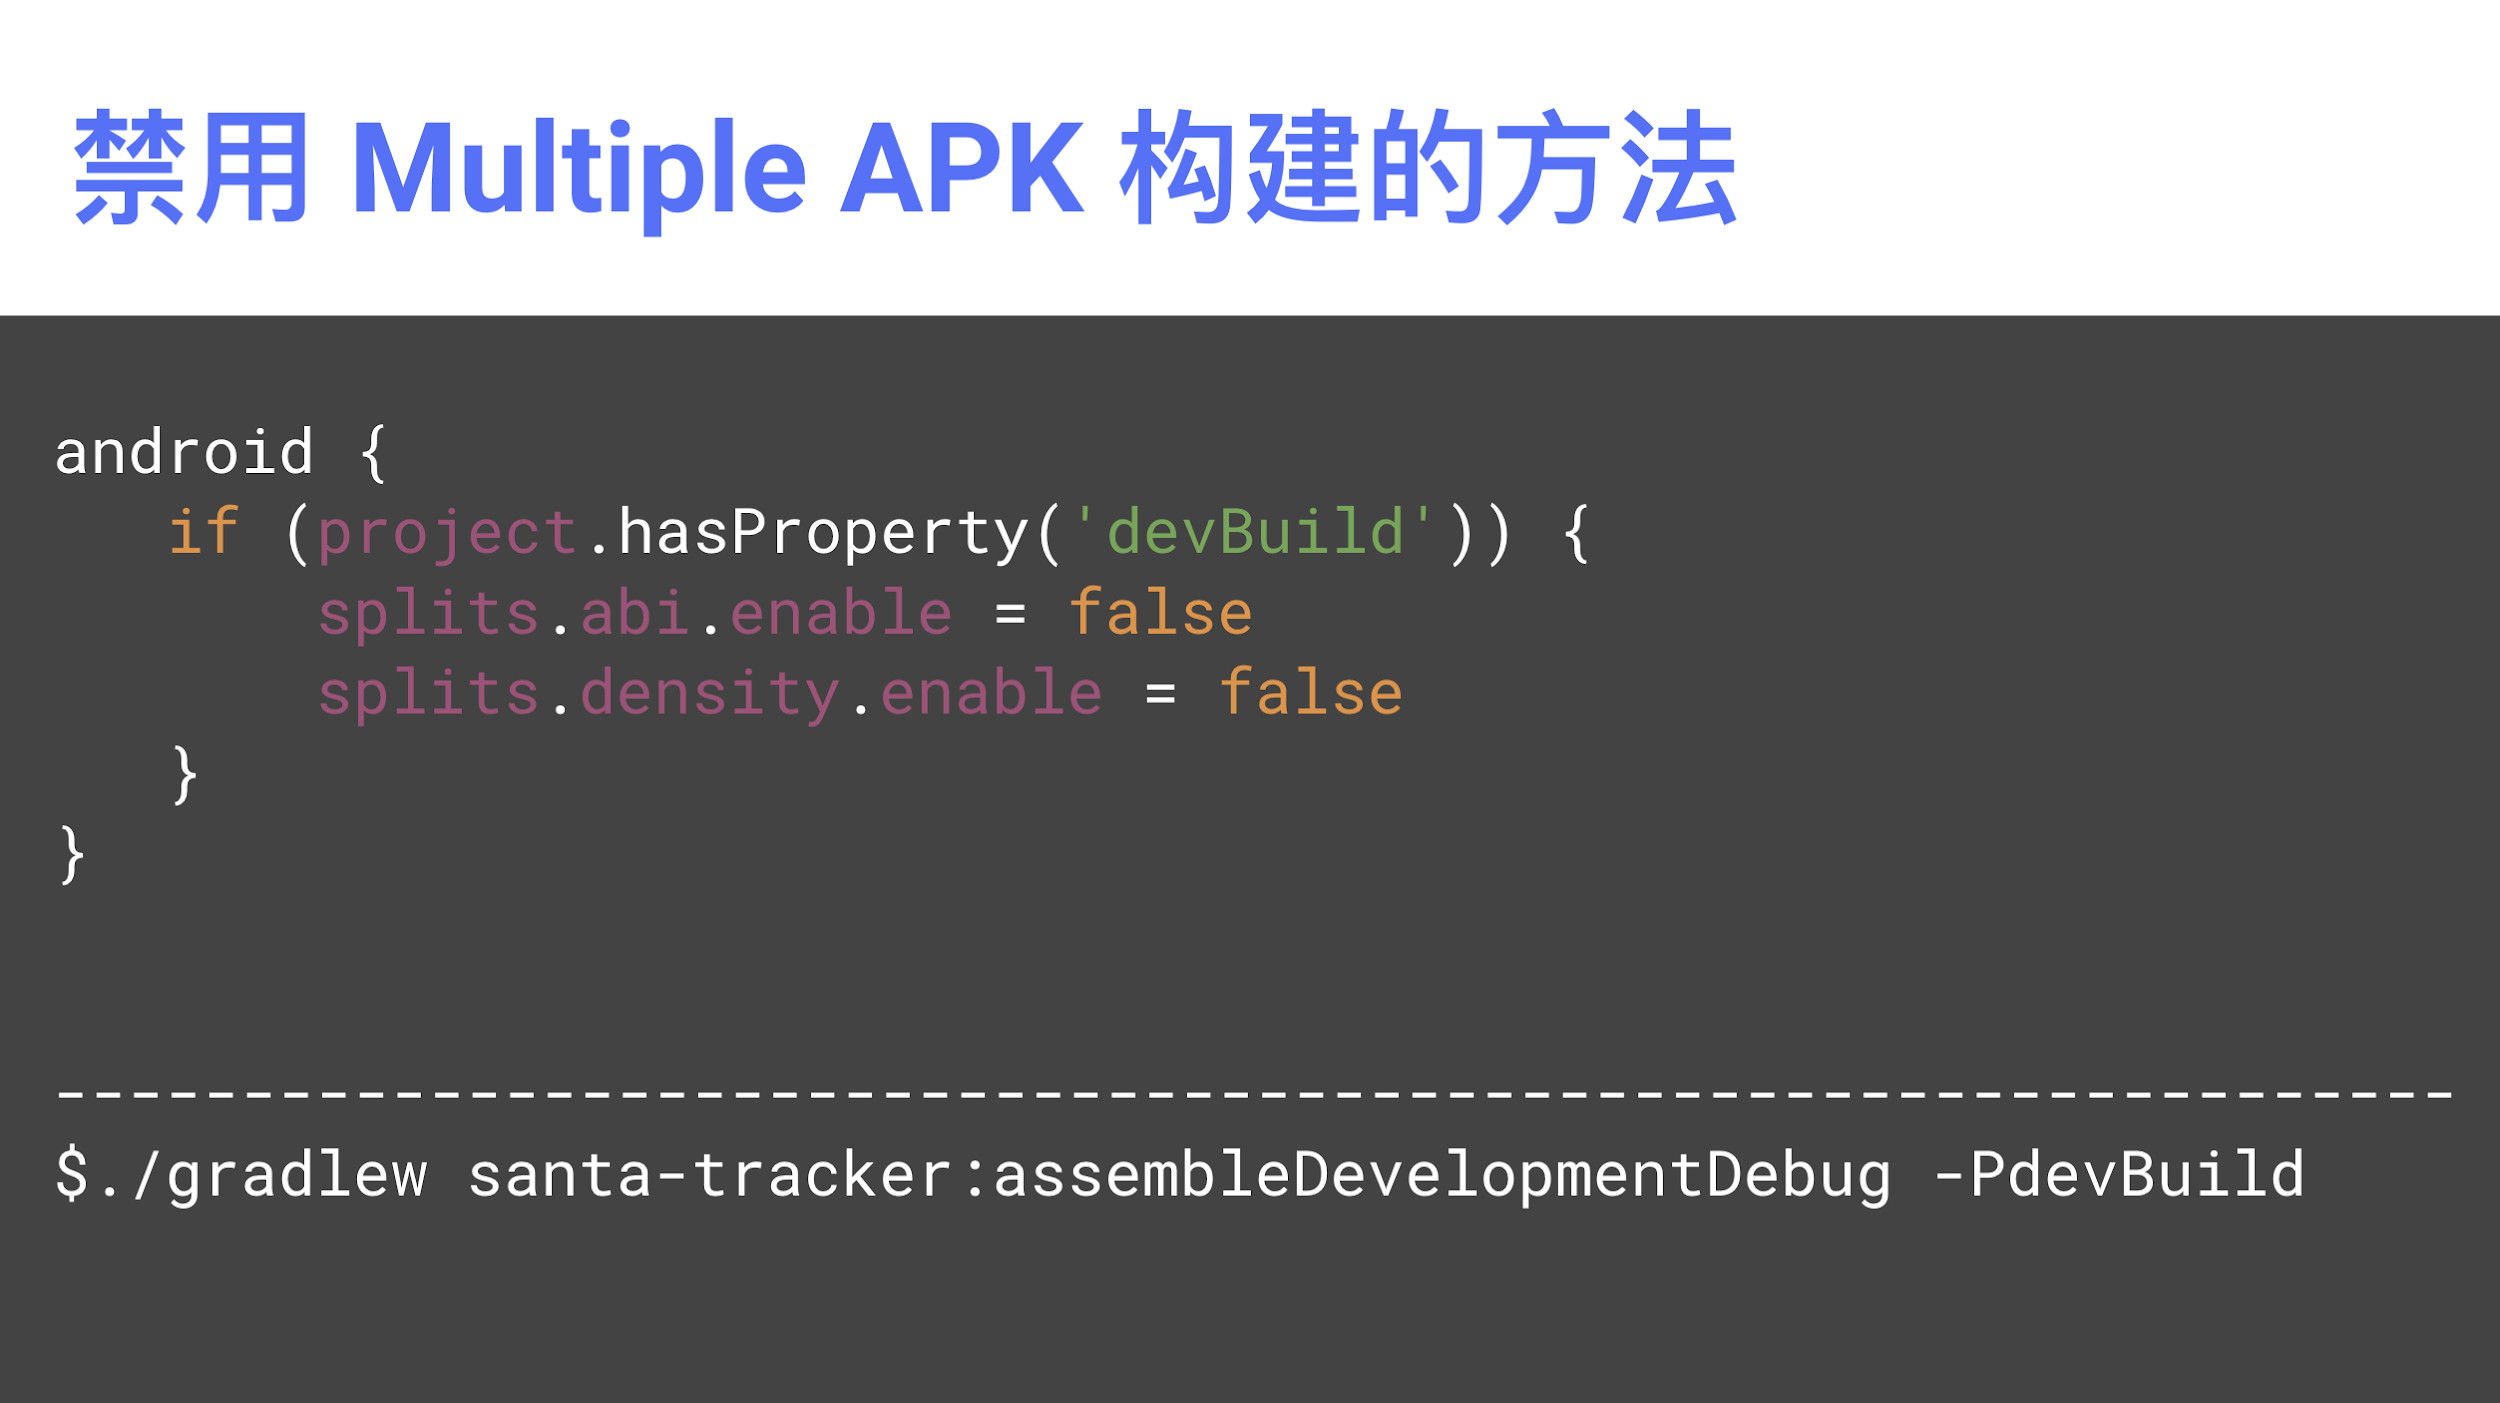 禁用 Multiple APK 构建的方法
android {
   if (project.hasProperty('devBuild')) {
       splits.abi.enable = false
       splits.density.enable = false
   }
}
----------------------------------------------------------------
$./gradlew santa-tracker:assembleDevelopmentDebug -PdevBuild